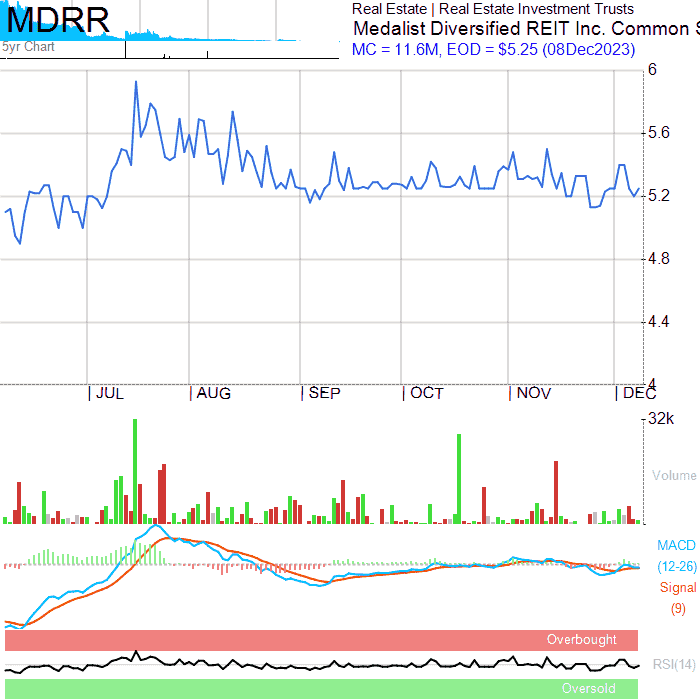 MDRR
Real Estate | Real Estate Investment Trusts
Medalist Diversified REIT Inc. Common S
MC = 11.6M, EOD = $5.25 (08Dec2023)
5yr Chart
6
5.6
5.2
4.8
4.4
4
JUL AUG SEP OCT NOV DEC
32k
Volume
MACD
(12-26)
Signal
(9)
Overbought
RSI(14)
Oversold